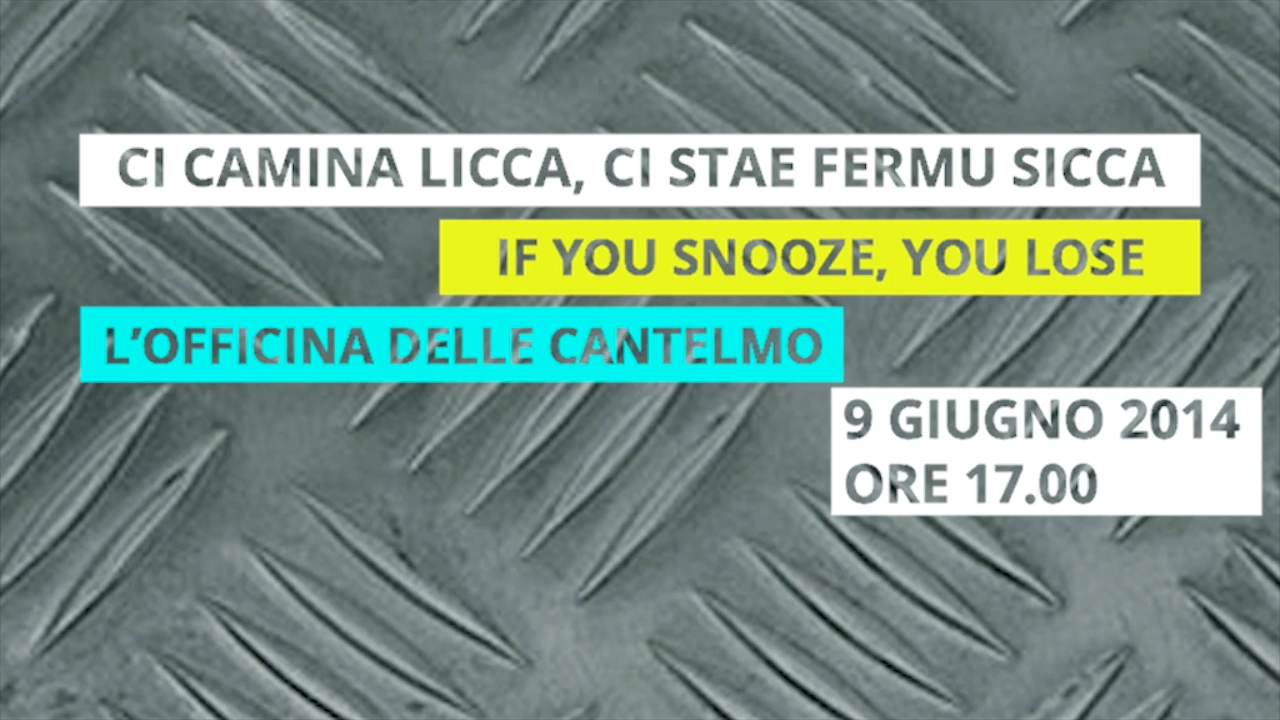 CI CAMINA LICCA, CI STAE FERMU SICCA
IF YOU SNOOZE, YOU LOSE
L’OFFICINA DELLE CANTELMO
9 GIUGNO 2014
ORE 17.00